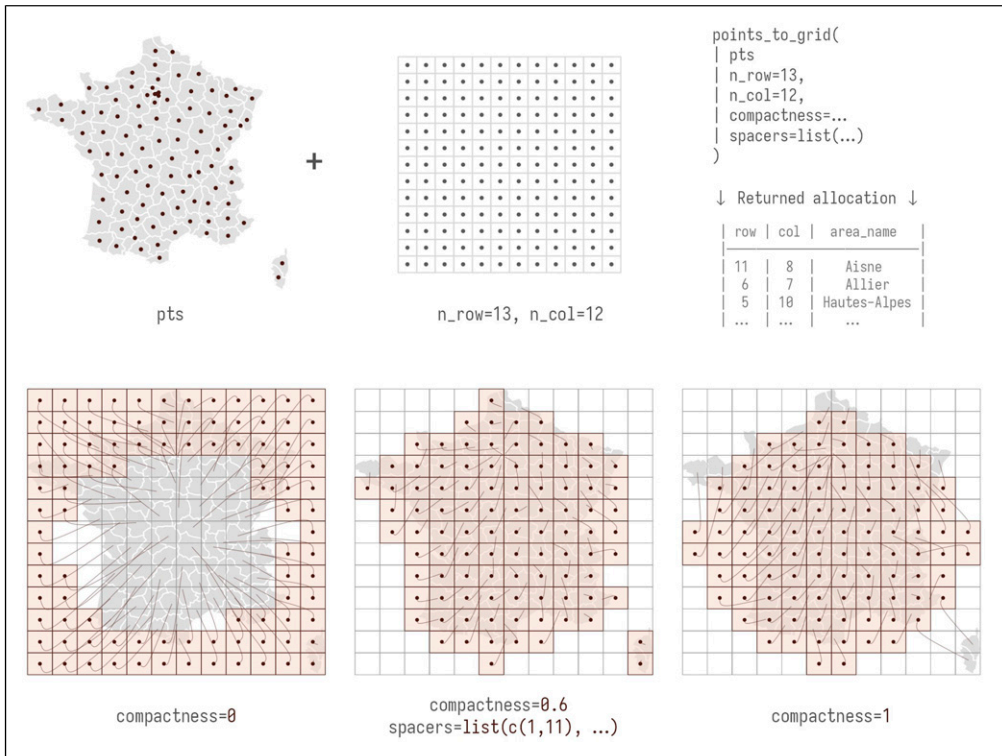 points_to_grid(
| pts
| n_row=13,
| n_col=12,
| compactness=...
| spacers=list(...)
)
+
↓ Returned allocation ↓
| row | col | area_name |
| 11 | 8 | Aisne |
| 6 | 7 | Allier |
| 5 | 10 | Hautes-Alpes |
| ... | ... | ... |
pts
n_row=13, n_col=12
compactness=0
compactness=0.6
spacers=list(c(1,11), ...)
compactness=1